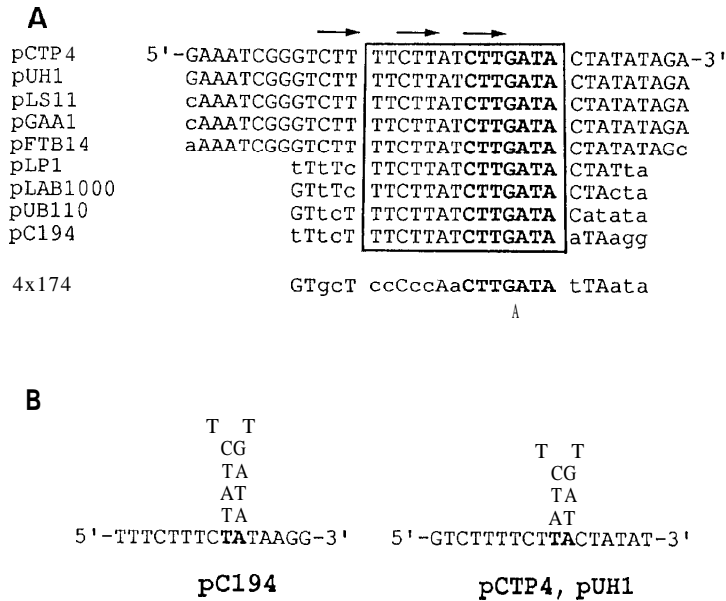 A
pCTP4 5'-GAAATCGGGTCTT TTCTTATCTTGATA CTATATAGA-3'
pUH1 GAAATCGGGTCTT TTCTTATCTTGATA CTATATAGA
pLS11 cAAATCGGGTCTT TTCTTATCTTGATA CTATATAGA
pGAA1 cAAATCGGGTCTT TTCTTATCTTGATA CTATATAGA
pFTB14 aAAATCGGGTCTT TTCTTATCTTGATA CTATATAGc
pLP1 tTtTc TTCTTATCTTGATA CTATta
pLAB1000 GTtTc TTCTTATCTTGATA CTActa
pUB110 GTtcT TTCTTATCTTGATA Catata
pC194 tTtcT TTCTTATCTTGATA aTAagg
4x174 GTgcT ccCccAaCTTGATA tTAata
A
B
T T
CG
TA
AT
TA
5'-TTTCTTTCTATAAGG-3'
pC194
T T
CG
TA
AT
5'-GTCTTTTCTTACTATAT-3'
pCTP4, pUH1